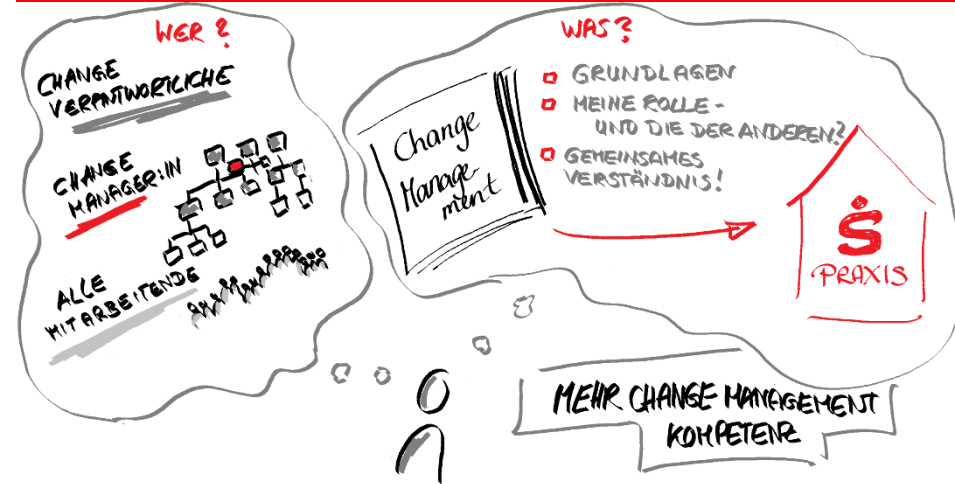 WER?
CHANGE
VERANTWORTLICHE
CHANGE
MANAGER:IN
ALLE
MITARBEITENDE
WAS?
Change
Manage-
ment
GRUNDLAGEN
MEINE ROLLE -
UND DIE DER ANDEREN?
GEMEINSAMES
VERSTÄNDNIS!
S
PRAXIS
MEHR CHANGE MANAGEMENT
KOMPETENZ